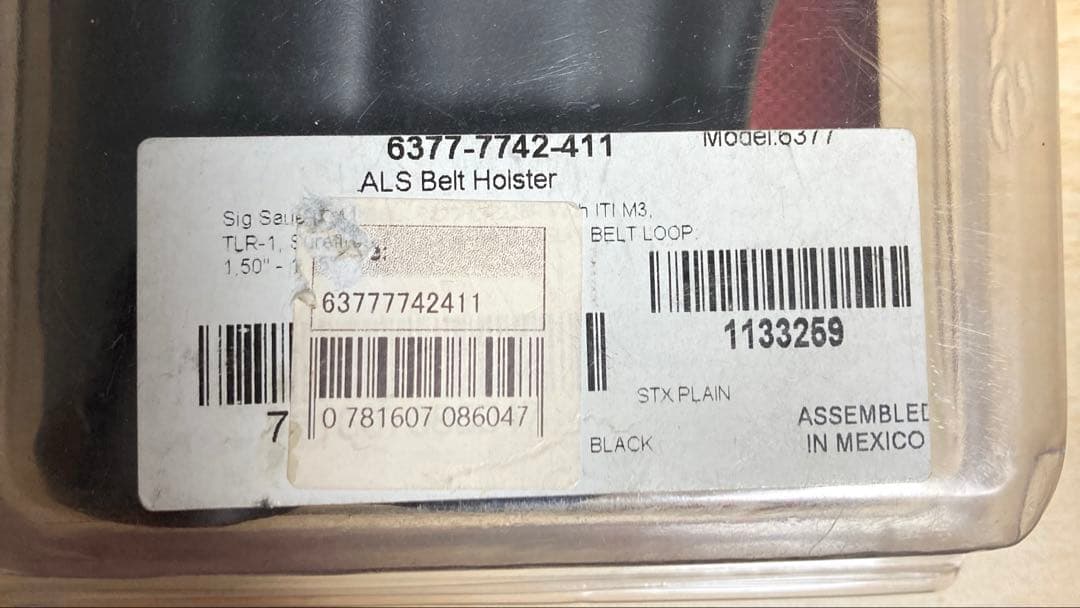 6377-7742-411
Model:6377
ALS Belt Holster
Sig
ITI M3,
TLR-1,
BELT LOOP
1.50" -
63777742411
1133259
7
0 781607 086047
STX PLAIN
BLACK
ASSEMBLED
IN MEXICO